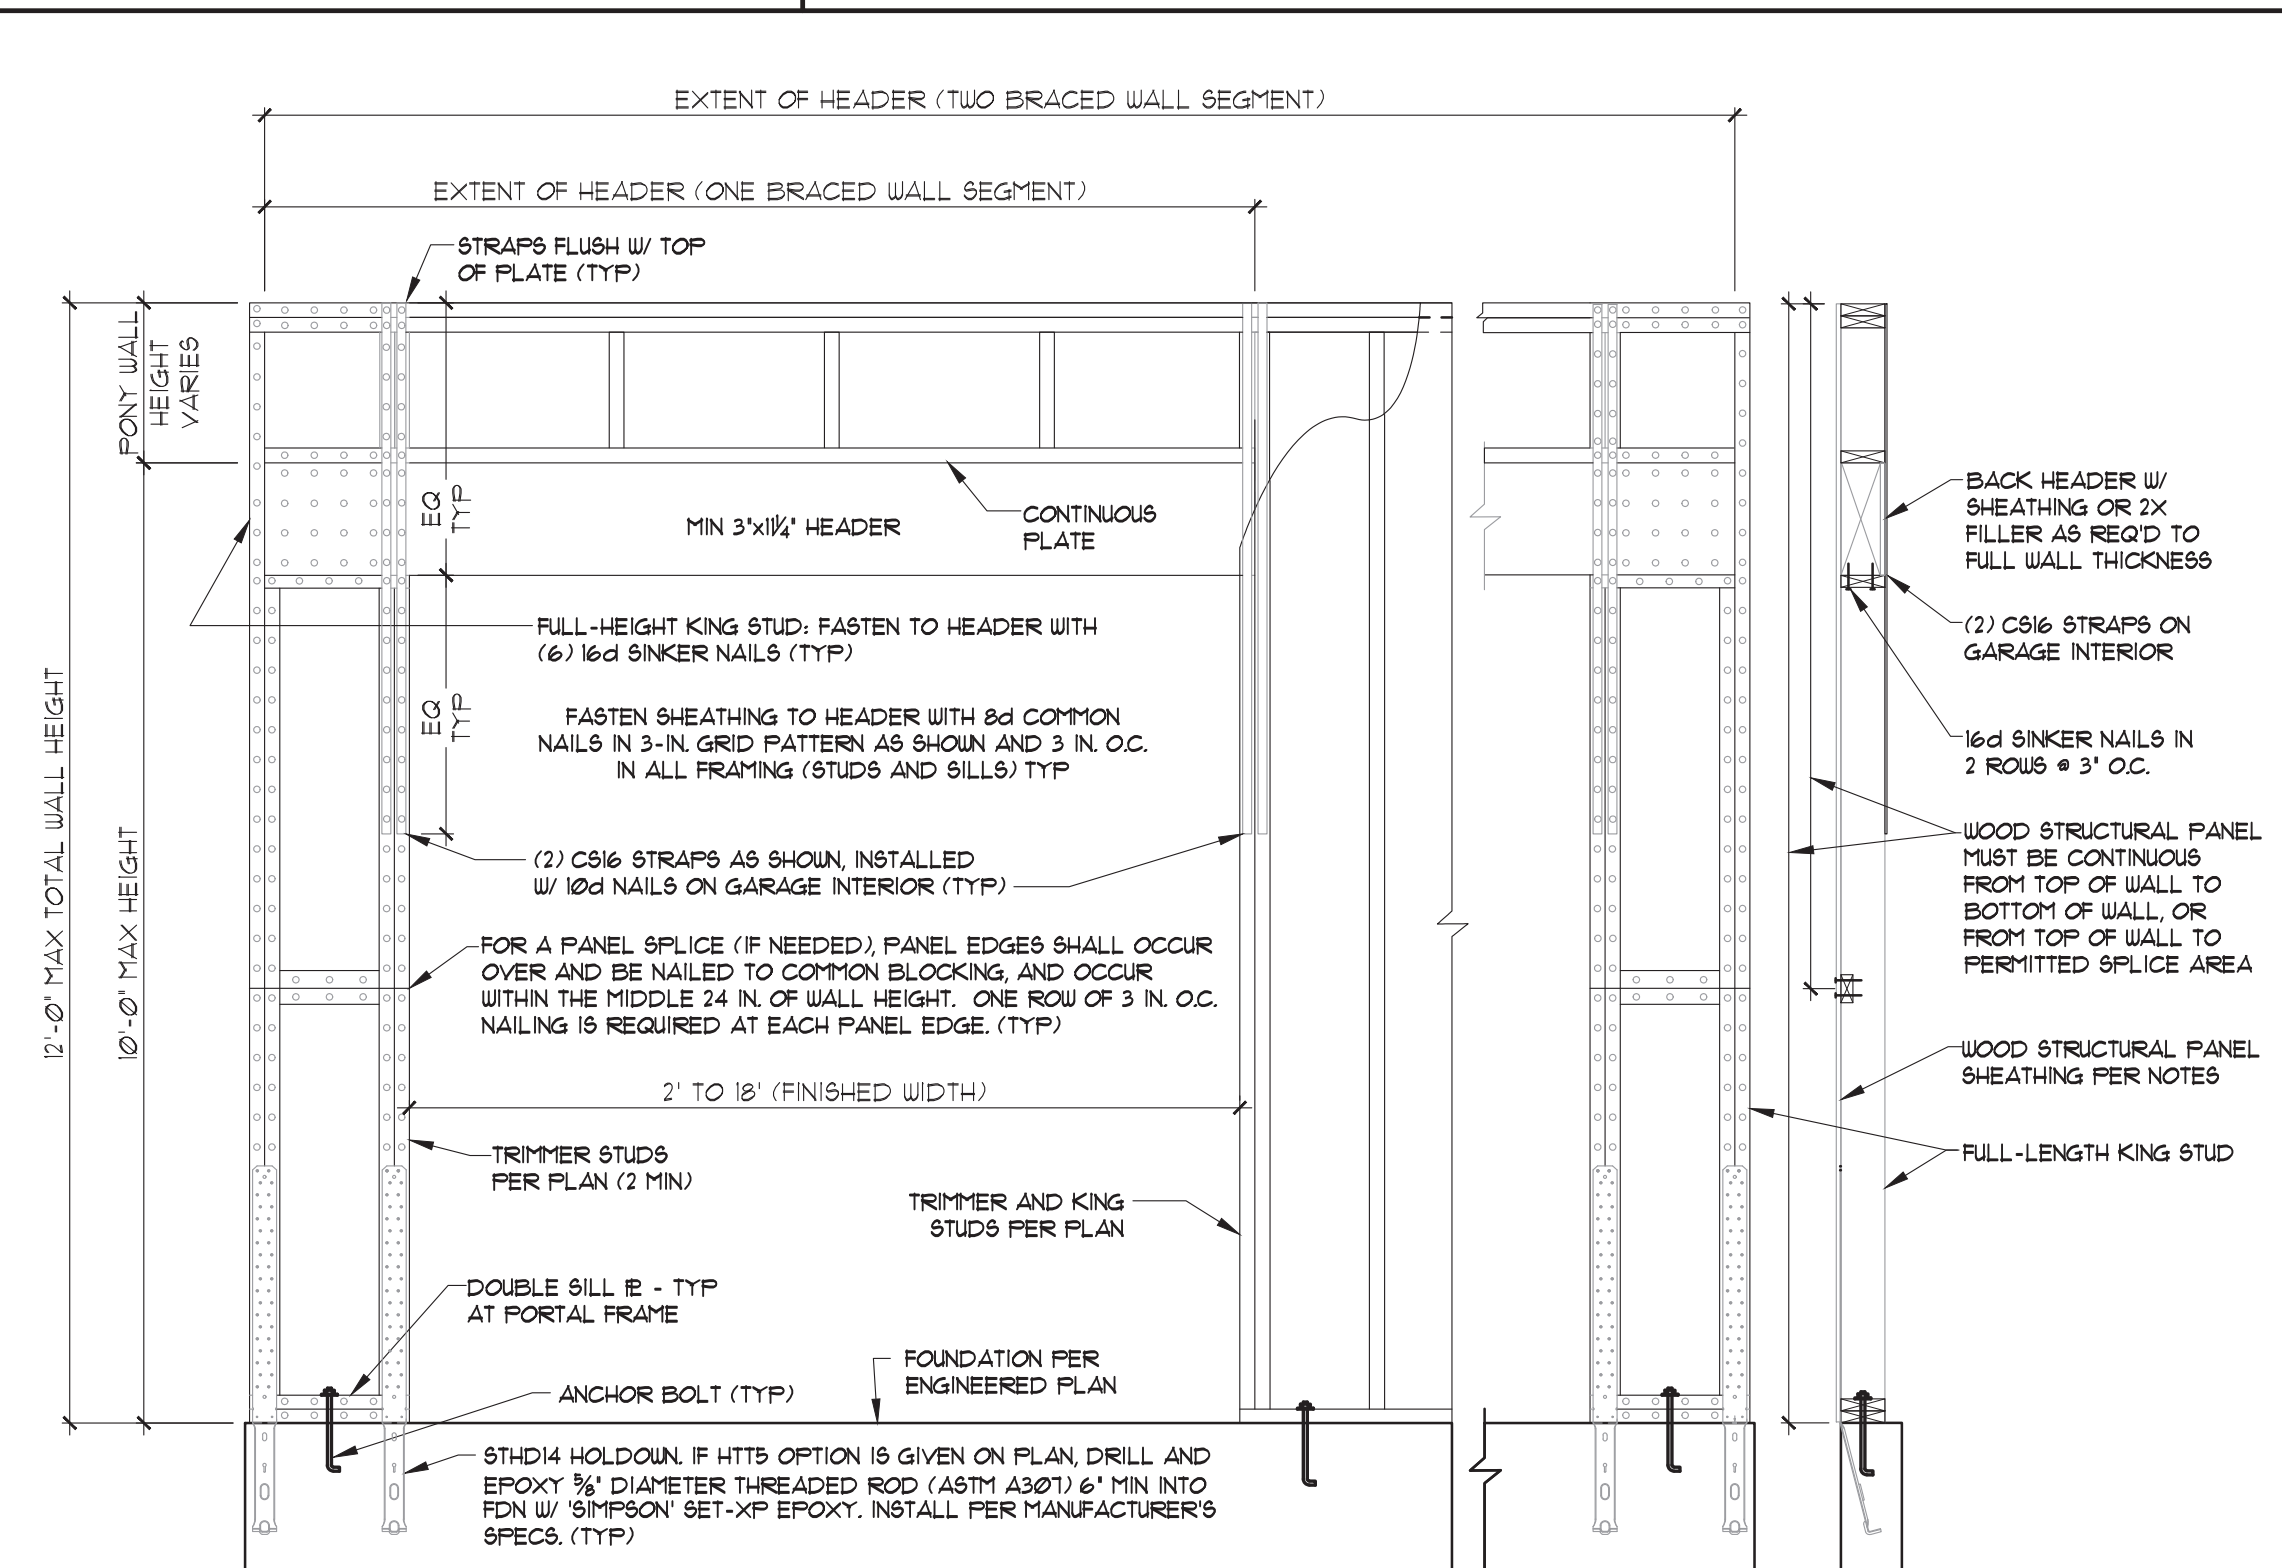 EXTENT OF HEADER (TWO BRACED WALL SEGMENT)
EXTENT OF HEADER (ONE BRACED WALL SEGMENT)
STRAPS FLUSH W/ TOP
OF PLATE (TYP)
PONY WALL
HEIGHT
VARIES
12'-0" MAX TOTAL WALL HEIGHT
10'-0" MAX HEIGHT
EQ
TYP
EQ
TYP
MIN 3"x11¼" HEADER
CONTINUOUS
PLATE
FULL-HEIGHT KING STUD: FASTEN TO HEADER WITH
(6) 16d SINKER NAILS (TYP)
FASTEN SHEATHING TO HEADER WITH 8d COMMON
NAILS IN 3-IN. GRID PATTERN AS SHOWN AND 3 IN. O.C.
IN ALL FRAMING (STUDS AND SILLS) TYP
(2) CS16 STRAPS AS SHOWN, INSTALLED
W/ 10d NAILS ON GARAGE INTERIOR (TYP)
FOR A PANEL SPLICE (IF NEEDED), PANEL EDGES SHALL OCCUR
OVER AND BE NAILED TO COMMON BLOCKING, AND OCCUR
WITHIN THE MIDDLE 24 IN. OF WALL HEIGHT. ONE ROW OF 3 IN. O.C.
NAILING IS REQUIRED AT EACH PANEL EDGE. (TYP)
2' TO 18' (FINISHED WIDTH)
TRIMMER STUDS
PER PLAN (2 MIN)
TRIMMER AND KING
STUDS PER PLAN
DOUBLE SILL PL - TYP
AT PORTAL FRAME
FOUNDATION PER
ENGINEERED PLAN
ANCHOR BOLT (TYP)
STHD14 HOLDOWN. IF HTT5 OPTION IS GIVEN ON PLAN, DRILL AND
EPOXY ⅝" DIAMETER THREADED ROD (ASTM A307) 6" MIN INTO
FDN W/ 'SIMPSON' SET-XP EPOXY. INSTALL PER MANUFACTURER'S
SPECS. (TYP)
BACK HEADER W/
SHEATHING OR 2X
FILLER AS REQ'D TO
FULL WALL THICKNESS
(2) CS16 STRAPS ON
GARAGE INTERIOR
16d SINKER NAILS IN
2 ROWS @ 3" O.C.
WOOD STRUCTURAL PANEL
MUST BE CONTINUOUS
FROM TOP OF WALL TO
BOTTOM OF WALL, OR
FROM TOP OF WALL TO
PERMITTED SPLICE AREA
WOOD STRUCTURAL PANEL
SHEATHING PER NOTES
FULL-LENGTH KING STUD